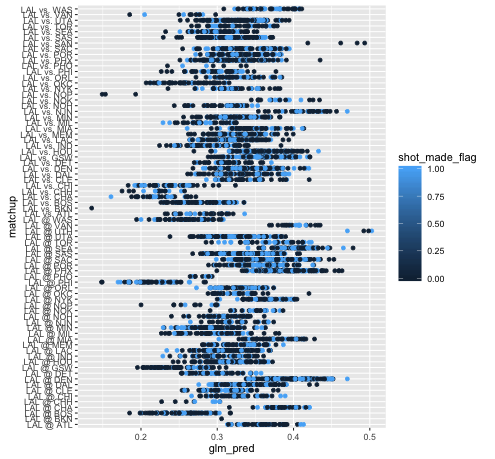 LAL vs. WAS
LAL vs. VAN
LAL vs. UTA
LAL vs. TOR
LAL vs. SEA
LAL vs. SAS
LAL vs. SAN
LAL vs. SAC
LAL vs. POR
LAL vs. PHX
LAL vs. PHO
LAL vs. PHI
LAL vs. ORL
LAL vs. OKC
LAL vs. NYK
LAL vs. NOP
LAL vs. NOK
LAL vs. NOH
LAL vs. NJN
LAL vs. MIN
LAL vs. MIL
LAL vs. MIA
LAL vs. MEM
LAL vs. LAC
LAL vs. IND
LAL vs. HOU
LAL vs. GSW
LAL vs. DET
LAL vs. DEN
LAL vs. DAL
LAL vs. CLE
LAL vs. CHI
LAL vs. CHH
LAL vs. CHA
LAL vs. BOS
LAL vs. BKN
LAL vs. ATL
LAL @ WAS
LAL @ VAN
LAL @ UTH
LAL @ UTA
LAL @ TOR
LAL @ SEA
LAL @ SAS
LAL @ SAC
LAL @ POR
LAL @ PHX
LAL @ PHO
LAL @ PHI
LAL @ ORL
LAL @ OKC
LAL @ NYK
LAL @ NOP
LAL @ NOK
LAL @ NOH
LAL @ NJN
LAL @ MIN
LAL @ MIL
LAL @ MIA
LAL @ MEM
LAL @ LAC
LAL @ IND
LAL @ HOU
LAL @ GSW
LAL @ DET
LAL @ DEN
LAL @ DAL
LAL @ CLE
LAL @ CHI
LAL @ CHH
LAL @ CHA
LAL @ BOS
LAL @ BKN
LAL @ ATL
matchup
0.2 0.3 0.4 0.5
glm_pred
shot_made_flag
1.00
0.75
0.50
0.25
0.00